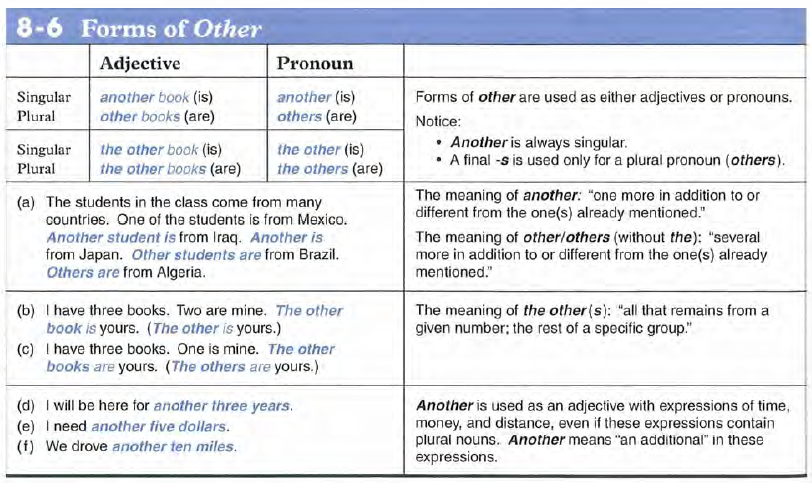 8-6 Forms of Other
Adjective Pronoun
Singular another book (is) another (is)
Plural other books (are) others (are)
Singular the other book (is) the other (is)
Plural the other books (are) the others (are)
Forms of other are used as either adjectives or pronouns.
Notice:
• Another is always singular.
• A final -s is used only for a plural pronoun (others).
(a) The students in the class come from many
countries. One of the students is from Mexico.
Another student is from Iraq. Another is
from Japan. Other students are from Brazil.
Others are from Algeria.
The meaning of another: "one more in addition to or
different from the one(s) already mentioned."
The meaning of other/others (without the): "several
more in addition to or different from the one(s) already
mentioned."
(b) I have three books. Two are mine. The other
book is yours. (The other is yours.)
(c) I have three books. One is mine. The other
books are yours. (The others are yours.)
The meaning of the other(s): "all that remains from a
given number; the rest of a specific group."
(d) I will be here for another three years.
(e) I need another five dollars.
(f) We drove another ten miles.
Another is used as an adjective with expressions of time,
money, and distance, even if these expressions contain
plural nouns. Another means "an additional" in these
expressions.